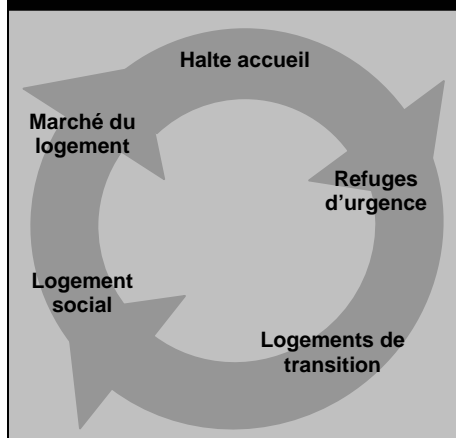 Halte accueil
Marché du
logement
Refuges
d’urgence
Logement
social
Logements de
transition